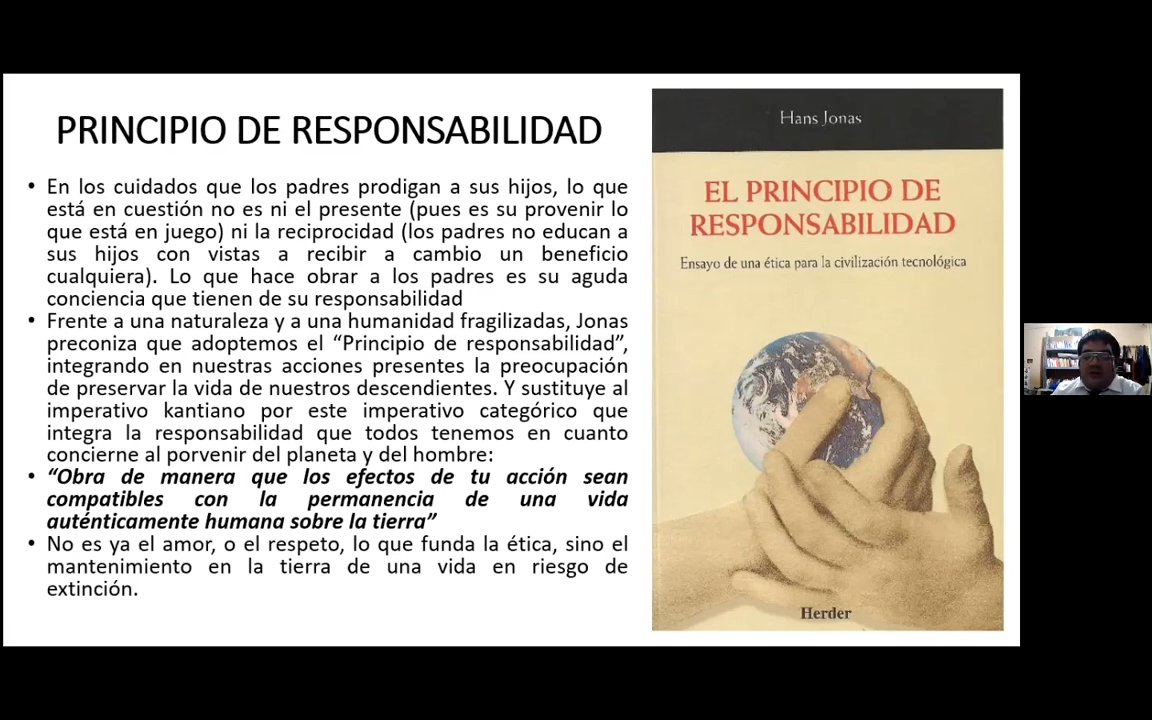 PRINCIPIO DE RESPONSABILIDAD
• En los cuidados que los padres prodigan a sus hijos, lo que
está en cuestión no es ni el presente (pues es su provenir lo
que está en juego) ni la reciprocidad (los padres no educan a
sus hijos con vistas a recibir a cambio un beneficio
cualquiera). Lo que hace obrar a los padres es su aguda
conciencia que tienen de su responsabilidad
• Frente a una naturaleza y a una humanidad fragilizadas, Jonas
preconiza que adoptemos el “Principio de responsabilidad”,
integrando en nuestras acciones presentes la preocupación
de preservar la vida de nuestros descendientes. Y sustituye al
imperativo kantiano por este imperativo categórico que
integra la responsabilidad que todos tenemos en cuanto
concierne al porvenir del planeta y del hombre:
• “Obra de manera que los efectos de tu acción sean
compatibles con la permanencia de una vida
auténticamente humana sobre la tierra”
• No es ya el amor, o el respeto, lo que funda la ética, sino el
mantenimiento en la tierra de una vida en riesgo de
extinción.
Hans Jonas
EL PRINCIPIO DE
RESPONSABILIDAD
Ensayo de una ética para la civilización tecnológica
Herder